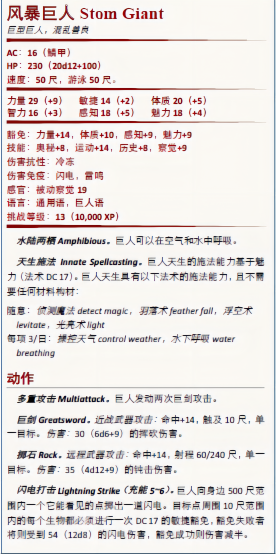 风暴巨人 Stom Giant
巨型巨人，混乱善良
AC：16（鳞甲）
HP：230（20d12+100）
速度：50 尺，游泳 50 尺。
力量 29（+9） 敏捷 14（+2） 体质 20（+5）
智力 16（+3） 感知 18（+5） 魅力 18（+4）
豁免：力量+14，体质+10，感知+9，魅力+9
技能：奥秘+8，运动+14，历史+8，察觉+9
伤害抗性：冷冻
伤害免疫：闪电，雷鸣
感官：被动察觉 19
语言：通用语，巨人语
挑战等级：13（10,000 XP）
水陆两栖 Amphibious。巨人可以在空气和水中呼吸。
天生施法 Innate Spellcasting。巨人天生的施法能力基于魅
力（法术 DC 17）。巨人天生具有以下法术的施法能力，且不需
要任何材料构材：
随意：侦测魔法 detect magic，羽落术 feather fall，浮空术
levitate，光亮术 light
每项 3/日：操控天气 control weather，水下呼吸 water
breathing
动作
多重攻击 Multiattack。巨人发动两次巨剑攻击。
巨剑 Greatsword。近战武器攻击：命中+14，触及 10 尺，单
一目标。伤害：30（6d6+9）的挥砍伤害。
掷石 Rock。远程武器攻击：命中+14，射程 60/240 尺，单一
目标。伤害：35（4d12+9）的钝击伤害。
闪电打击 Lightning Strike（充能 5~6）。巨人向身边 500 尺范
围内一个它能看见的点掷出一道闪电。目标点周围 10 尺范围
内的每个生物都必须进行一次 DC 17 的敏捷豁免，豁免失败者
将则受到 54（12d8）的闪电伤害，豁免成功则伤害减半。